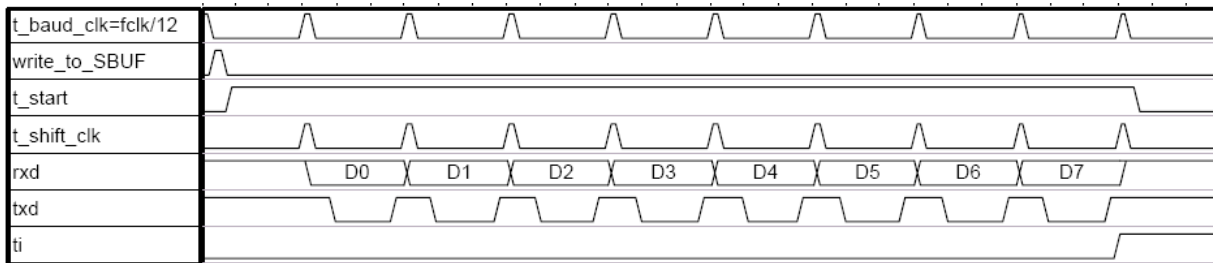 t_baud_clk=fclk/12
write_to_SBUF
t_start
t_shift_clk
rxd D0 D1 D2 D3 D4 D5 D6 D7
txd
ti